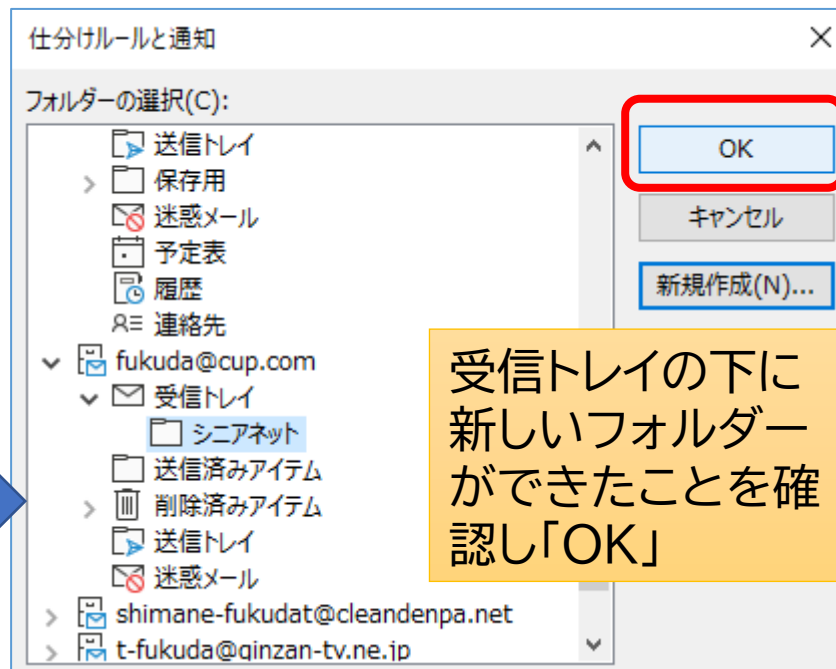 仕分けルールと通知
フォルダーの選択(C):
送信トレイ
保存用
迷惑メール
予定表
履歴
連絡先
fukuda@cup.com
受信トレイ
シニアネット
送信済みアイテム
削除済みアイテム
送信トレイ
迷惑メール
shimane-fukudat@cleandenpa.net
t-fukuda@ginzan-tv.ne.jp
OK
キャンセル
新規作成(N)...
受信トレイの下に
新しいフォルダー
ができたことを確
認し「OK」